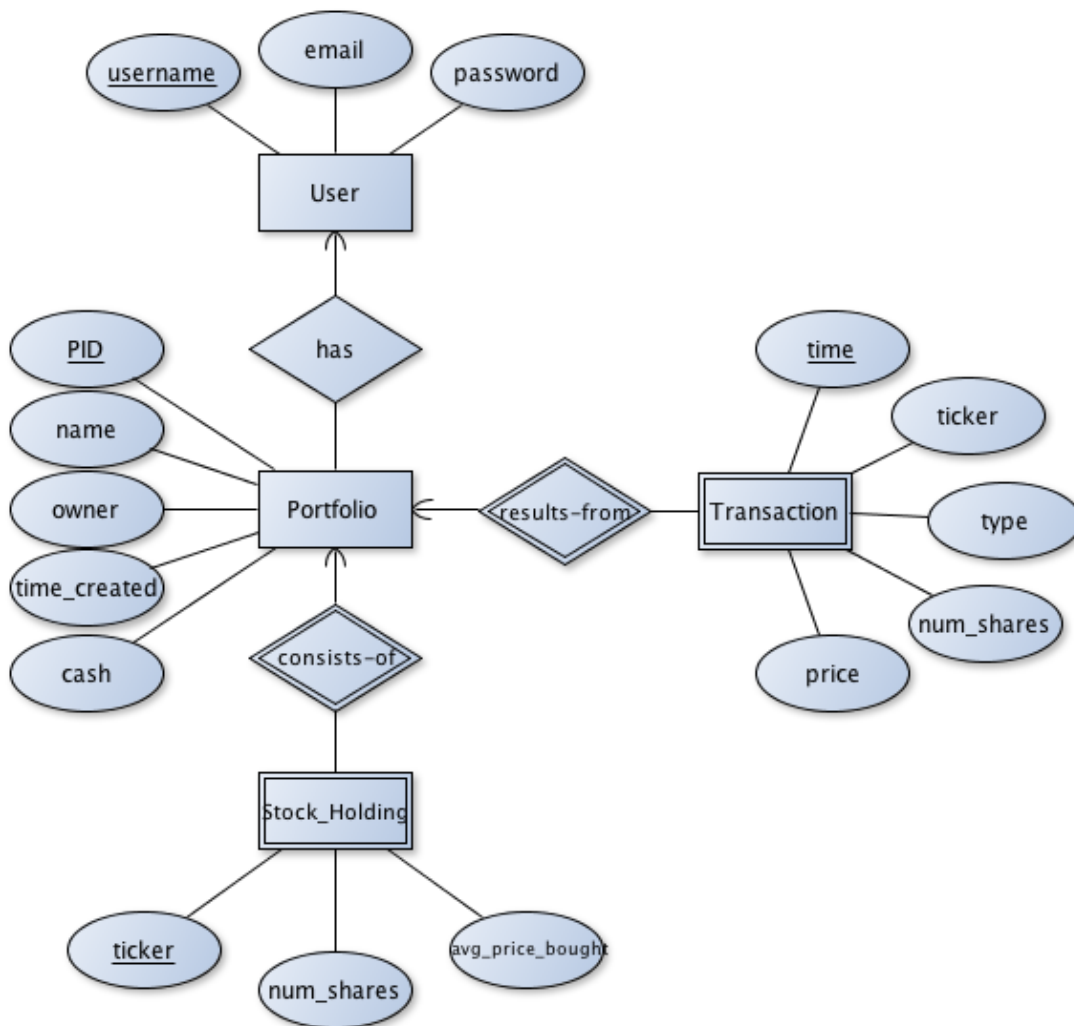 username
email
password
User
has
PID
name
owner
time_created
cash
Portfolio
results-from
Transaction
time
ticker
type
num_shares
price
consists-of
Stock_Holding
ticker
num_shares
avg_price_bought